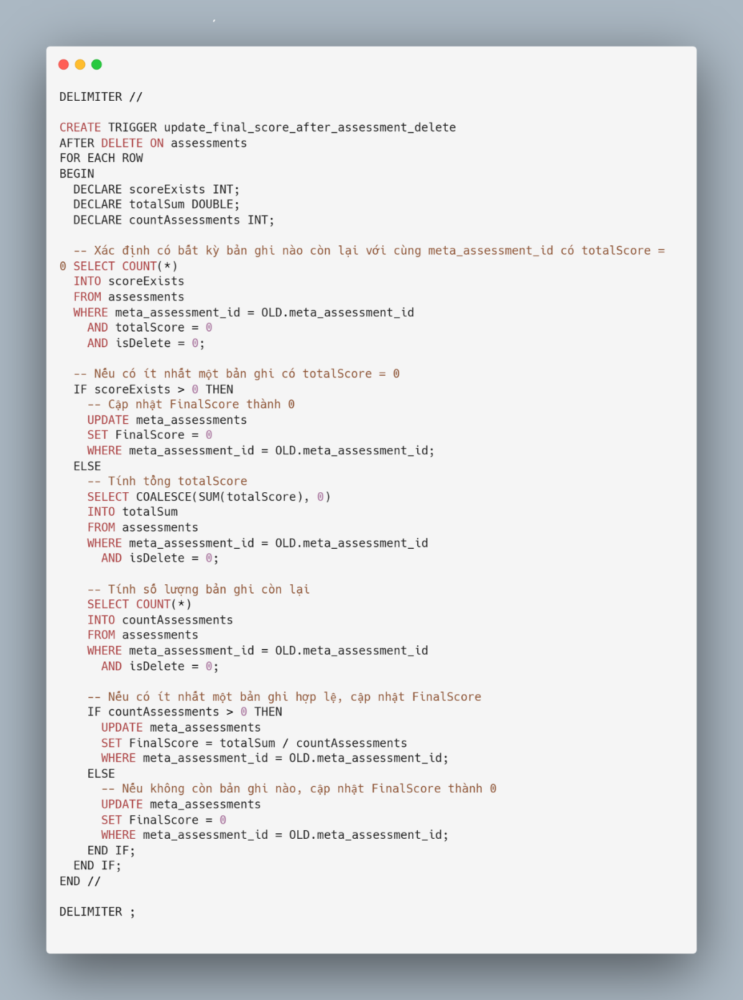 DELIMITER //
CREATE TRIGGER update_final_score_after_assessment_delete
AFTER DELETE ON assessments
FOR EACH ROW
BEGIN
DECLARE scoreExists INT;
DECLARE totalSum DOUBLE;
DECLARE countAssessments INT;
-- Xác định có bất kỳ bản ghi nào còn lại với cùng meta_assessment_id có totalScore =
0 SELECT COUNT(*)
INTO scoreExists
FROM assessments
WHERE meta_assessment_id = OLD.meta_assessment_id
AND totalScore = 0
AND isDelete = 0;
-- Nếu có ít nhất một bản ghi có totalScore = 0
IF scoreExists > 0 THEN
-- Cập nhật FinalScore thành 0
UPDATE meta_assessments
SET FinalScore = 0
WHERE meta_assessment_id = OLD.meta_assessment_id;
ELSE
-- Tính tổng totalScore
SELECT COALESCE(SUM(totalScore), 0)
INTO totalSum
FROM assessments
WHERE meta_assessment_id = OLD.meta_assessment_id
AND isDelete = 0;
-- Tính số lượng bản ghi còn lại
SELECT COUNT(*)
INTO countAssessments
FROM assessments
WHERE meta_assessment_id = OLD.meta_assessment_id
AND isDelete = 0;
-- Nếu có ít nhất một bản ghi hợp lệ, cập nhật FinalScore
IF countAssessments > 0 THEN
UPDATE meta_assessments
SET FinalScore = totalSum / countAssessments
WHERE meta_assessment_id = OLD.meta_assessment_id;
ELSE
-- Nếu không còn bản ghi nào, cập nhật FinalScore thành 0
UPDATE meta_assessments
SET FinalScore = 0
WHERE meta_assessment_id = OLD.meta_assessment_id;
END IF;
END IF;
END //
DELIMITER ;